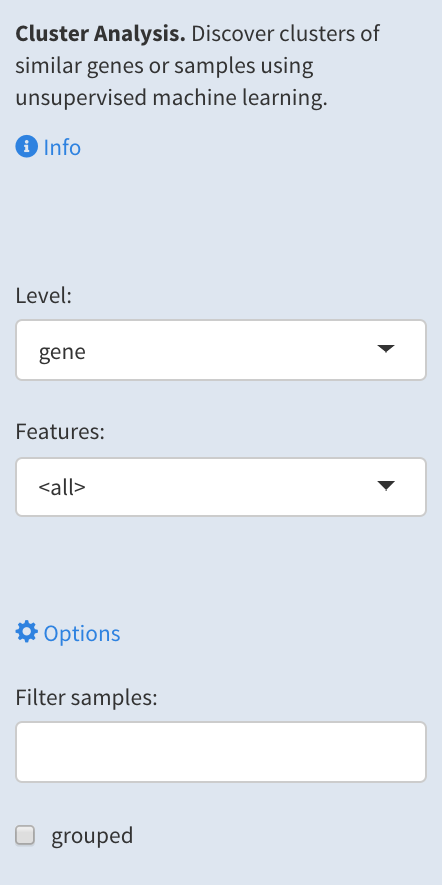 Cluster Analysis. Discover clusters of
similar genes or samples using
unsupervised machine learning.
Info
Level:
gene
Features:
<all>
Options
Filter samples:
grouped